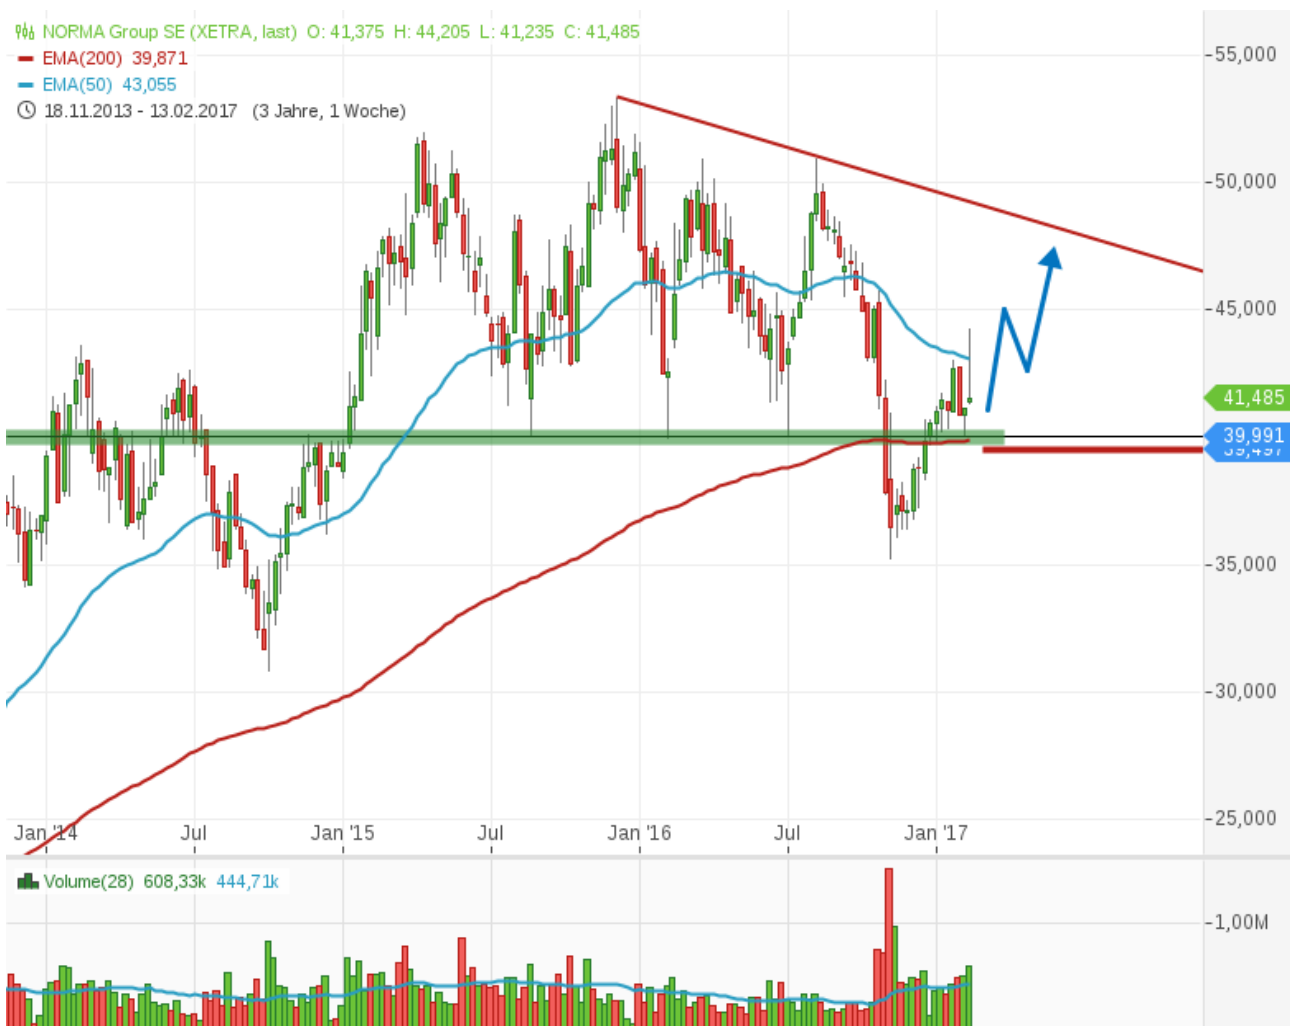 NORMA Group SE (XETRA, last) O: 41,375 H: 44,205 L: 41,235 C: 41,485
EMA(200) 39,871
EMA(50) 43,055
18.11.2013 - 13.02.2017 (3 Jahre, 1 Woche)
55,000
50,000
45,000
41,485
39,991
39,497
35,000
30,000
25,000
Jan '14 Jul Jan '15 Jul Jan '16 Jul Jan '17
Volume(28) 608,33k 444,71k
1,00M